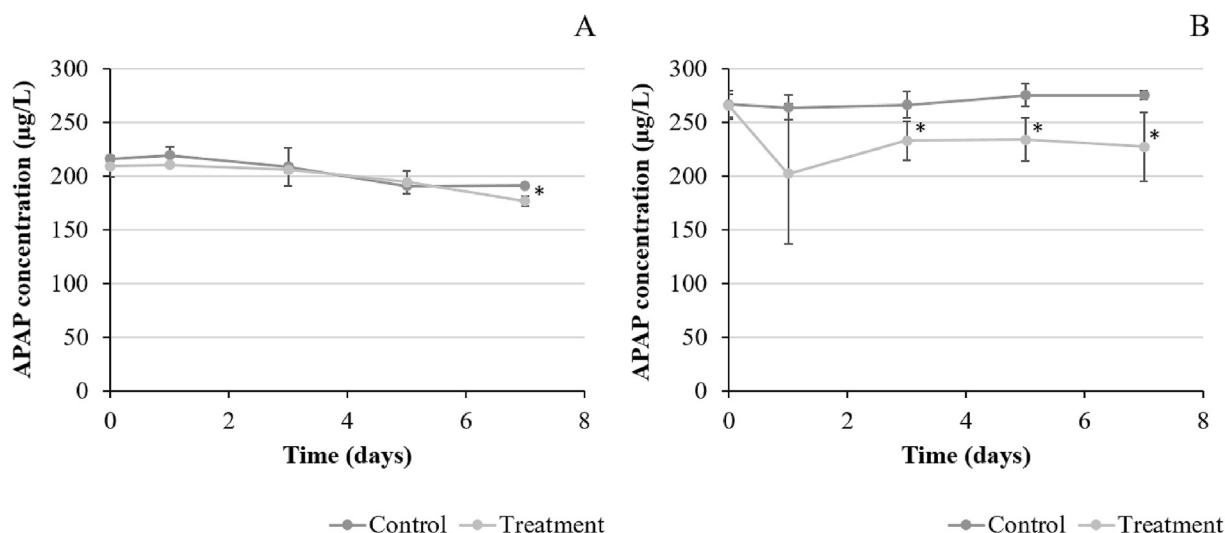 A
APAP concentration (µg/L)
300
250
200
150
100
50
0
*
0 2 4 6 8
Time (days)
Control Treatment
B
APAP concentration (µg/L)
300
250
200
150
100
50
0
* * *
0 2 4 6 8
Time (days)
Control Treatment